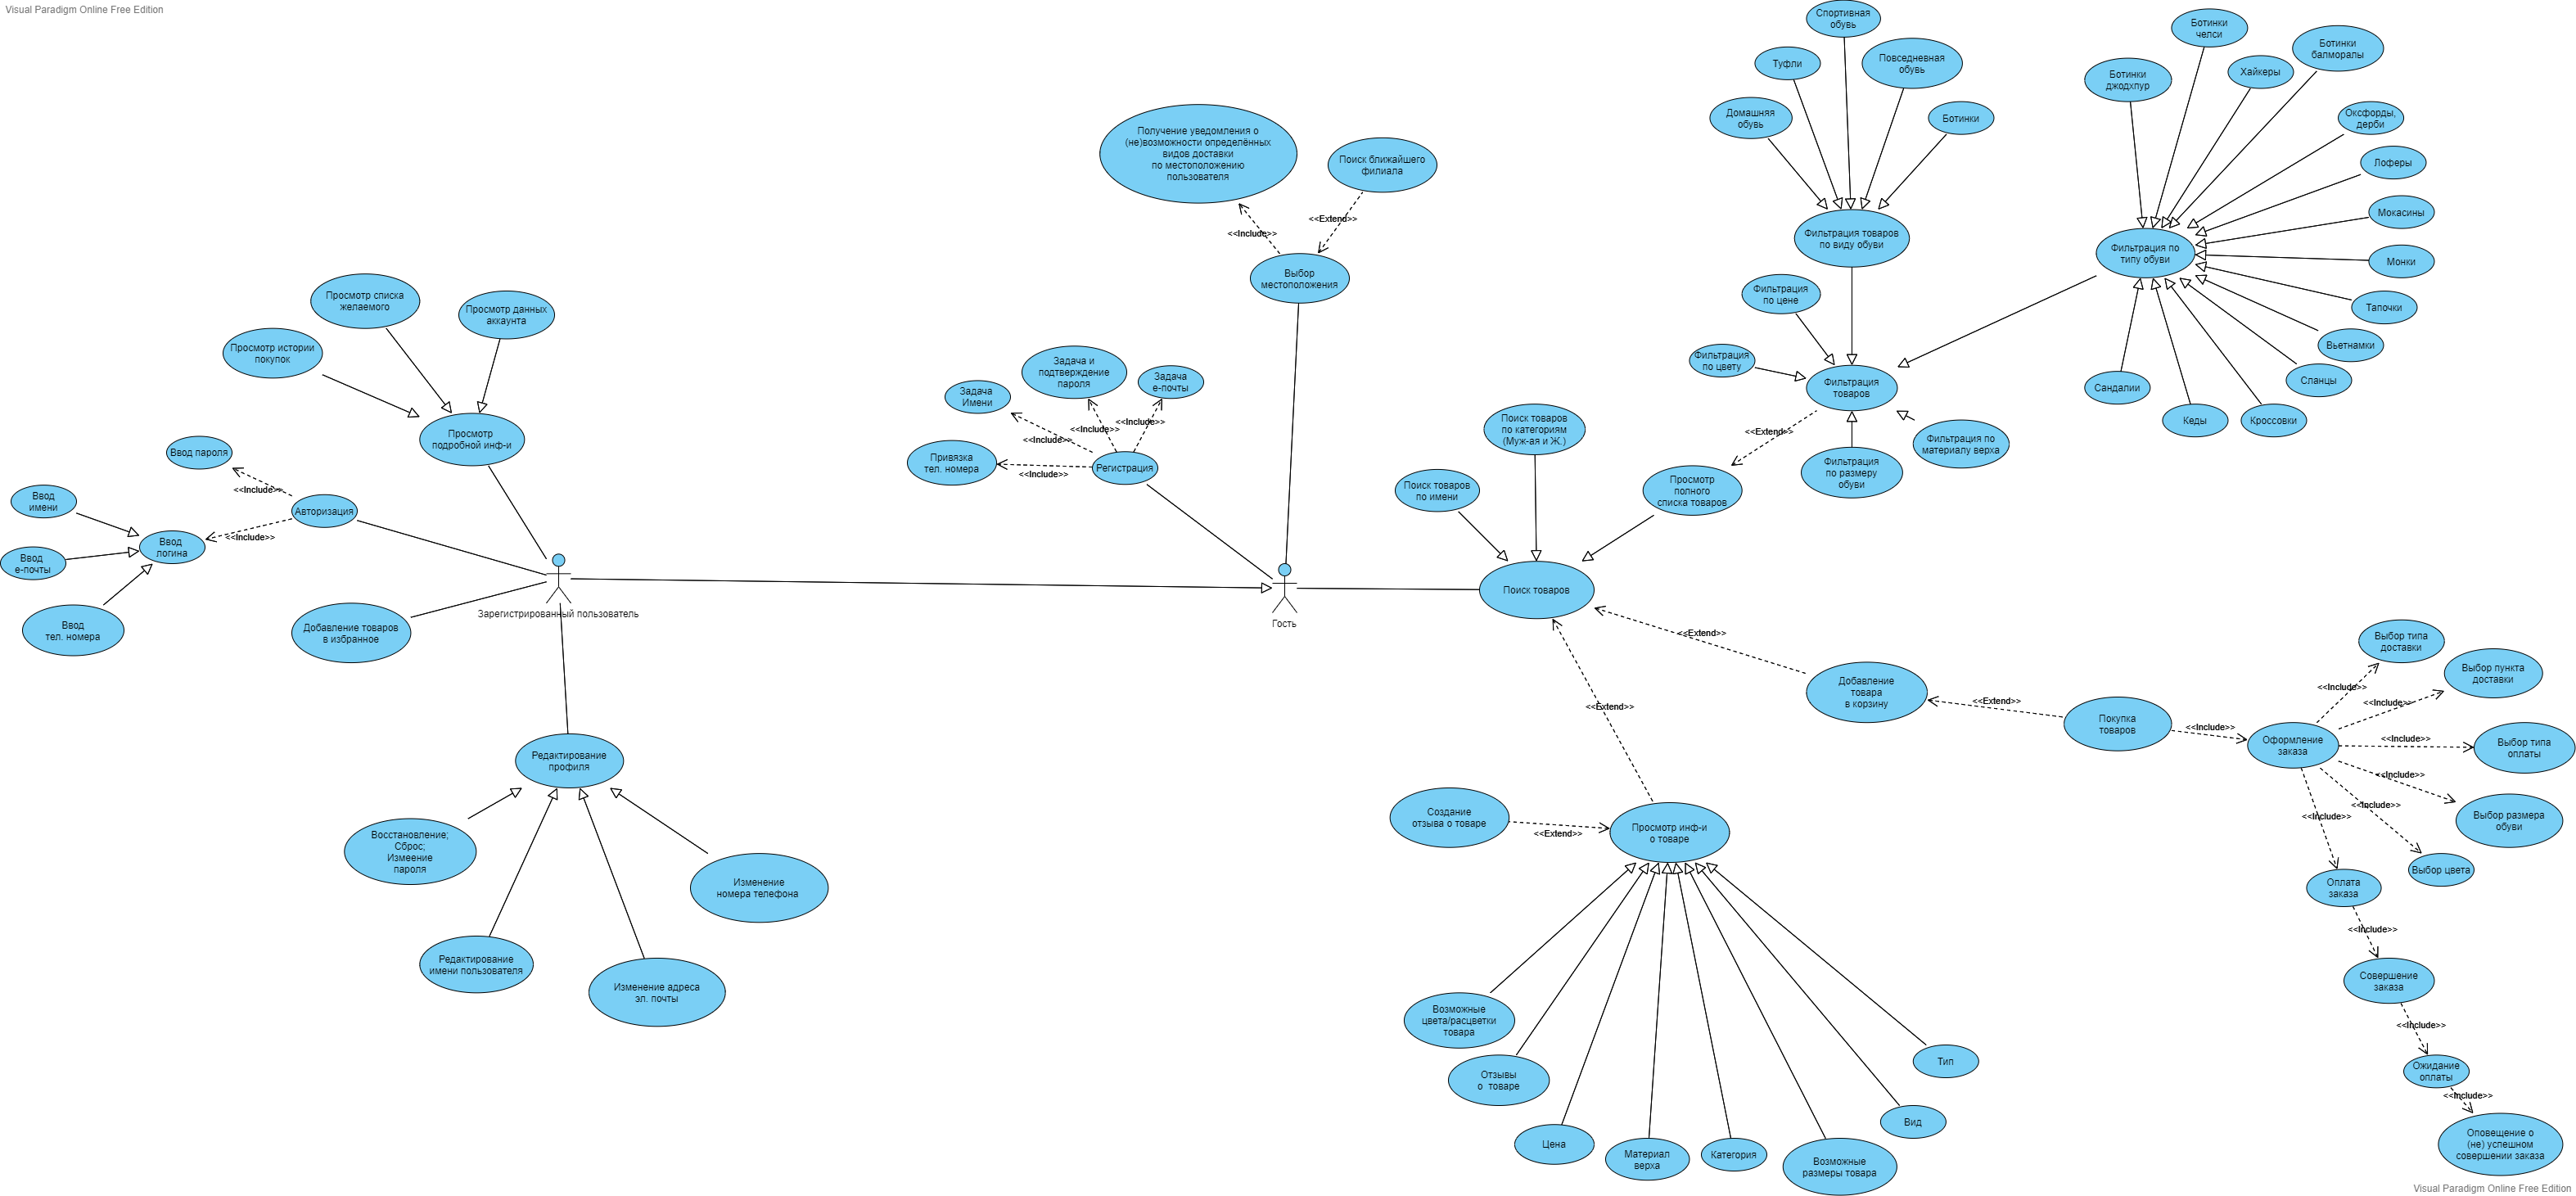 Visual Paradigm Online Free Edition
Спортивная
обувь
Туфли
Повседневная
обувь
Домашняя
обувь
Ботинки
Ботинки
челси
Ботинки
балморалы
Ботинки
джодхпур
Хайкеры
Оксфорды,
дерби
Лоферы
Мокасины
Монки
Тапочки
Вьетнамки
Сланцы
Кроссовки
Кеды
Сандалии
Фильтрация по
типу обуви
Фильтрация товаров
по виду обуви
Фильтрация
по цене
Фильтрация
по цвету
Фильтрация
товаров
Фильтрация по
материалу верха
Фильтрация
по размеру
обуви
<<Extend>>
Просмотр
полного
списка товаров
Поиск товаров
по категориям
(Муж-ая и Ж.)
Поиск товаров
по имени
Поиск товаров
Получение уведомления о
(не)возможности определённых
видов доставки
по местоположению
пользователя
Поиск ближайшего
филиала
<<Extend>>
<<Include>>
Выбор
местоположения
Задача и
подтверждение
пароля
Задача
е-почты
Задача
Имени
Привязка
тел. номера
<<Include>>
<<Include>>
<<Include>>
<<Include>>
Регистрация
Гость
Просмотр списка
желаемого
Просмотр данных
аккаунта
Просмотр истории
покупок
Просмотр
подробной инф-и
Ввод пароля
<<Include>>
Авторизация
<<Include>>
Ввод
имени
Ввод
логина
Ввод
е-почты
Ввод
тел. номера
Зарегистрированный пользователь
Добавление товаров
в избранное
Редактирование
профиля
Восстановление;
Сброс;
Измеение
пароля
Изменение
номера телефона
Редактирование
имени пользователя
Изменение адреса
эл. почты
<<Extend>>
<<Extend>>
Добавление
товара
в корзину
<<Extend>>
Покупка
товаров
<<Include>>
Оформление
заказа
Выбор типа
доставки
Выбор пункта
доставки
Выбор типа
оплаты
Выбор размера
обуви
Выбор цвета
<<Include>>
<<Include>>
<<Include>>
<<Include>>
<<Include>>
<<Include>>
Оплата
заказа
<<Include>>
Совершение
заказа
<<Include>>
Ожидание
оплаты
<<Include>>
Оповещение о
(не) успешном
совершении заказа
Создание
отзыва о товаре
<<Extend>>
Просмотр инф-и
о товаре
Возможные
цвета/расцветки
товара
Отзывы
о  товаре
Цена
Материал
верха
Категория
Возможные
размеры товара
Вид
Тип
Visual Paradigm Online Free Edition